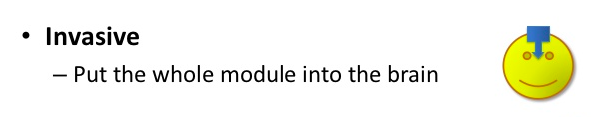 • Invasive
– Put the whole module into the brain